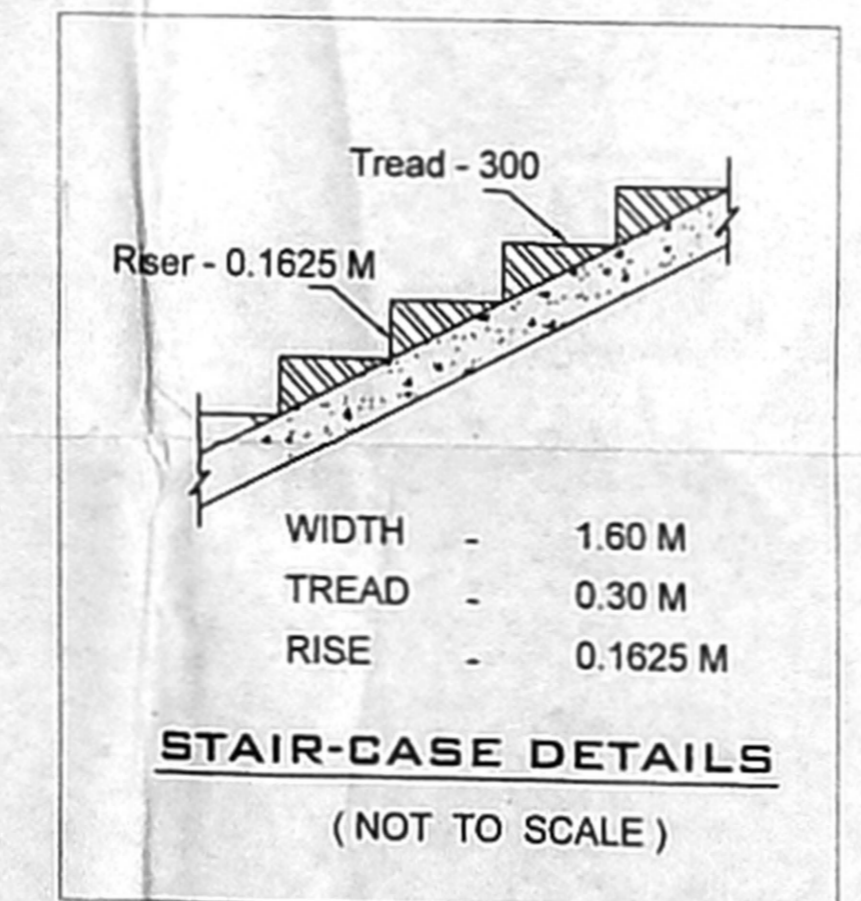 Tread - 300
Riser - 0.1625 M
WIDTH - 1.60 M
TREAD - 0.30 M
RISE - 0.1625 M
STAIR-CASE DETAILS
( NOT TO SCALE )